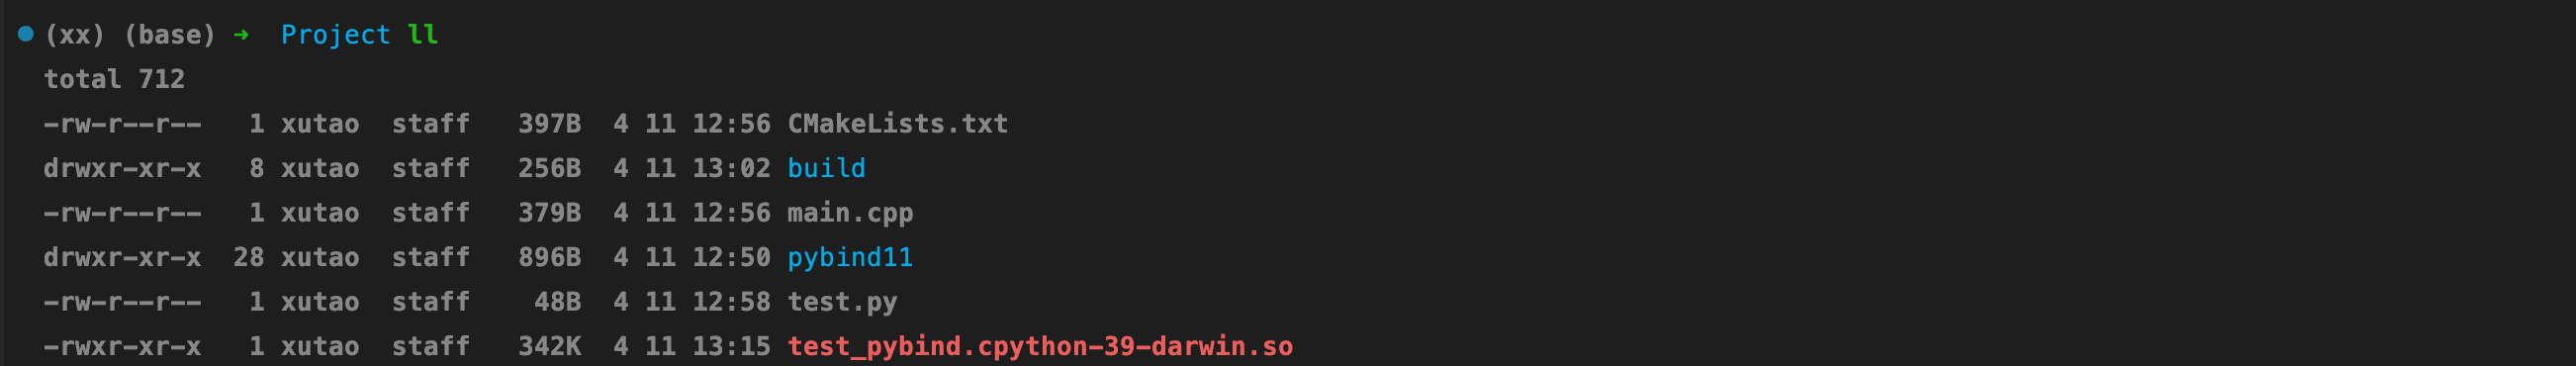 (xx) (base) ➜  Project ll
total 712
-rw-r--r--   1 xutao  staff   397B  4 11 12:56 CMakeLists.txt
drwxr-xr-x   8 xutao  staff   256B  4 11 13:02 build
-rw-r--r--   1 xutao  staff   379B  4 11 12:56 main.cpp
drwxr-xr-x  28 xutao  staff   896B  4 11 12:50 pybind11
-rw-r--r--   1 xutao  staff    48B  4 11 12:58 test.py
-rwxr-xr-x   1 xutao  staff   342K  4 11 13:15 test_pybind.cpython-39-darwin.so